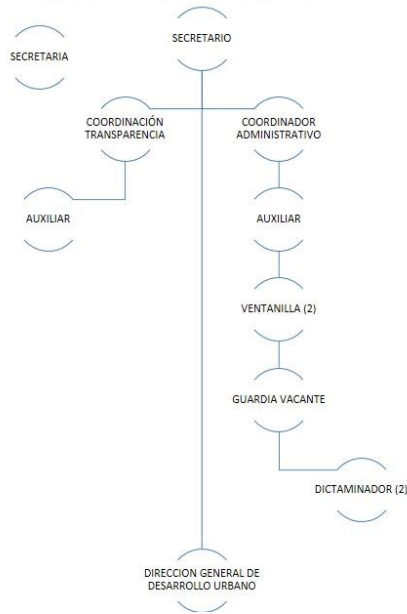 SECRETARIO
SECRETARIA
COORDINACIÓN
TRANSPARENCIA
COORDINADOR
ADMINISTRATIVO
AUXILIAR
AUXILIAR
VENTANILLA (2)
GUARDIA VACANTE
DICTAMINADOR (2)
DIRECCION GENERAL DE
DESARROLLO URBANO